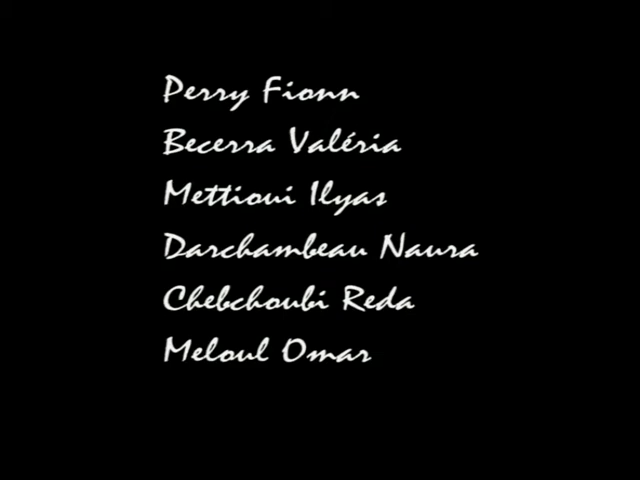 Perry Fionn
Becerra Valéria
Mettioui Ilyas
Darchambeau Naura
Chebchoubi Reda
Meloul Omar